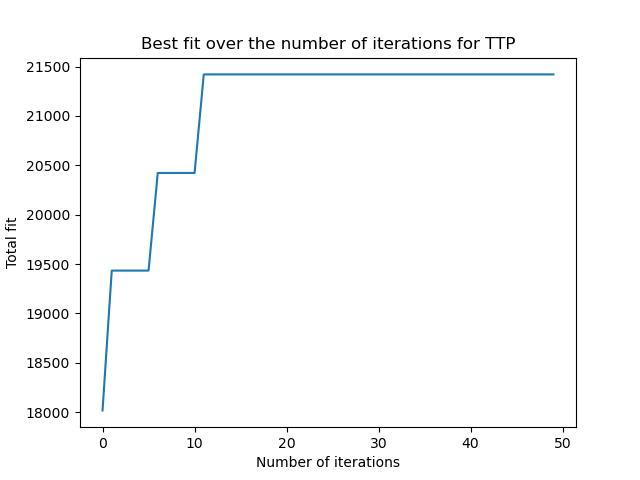 Best fit over the number of iterations for TTP
21500
21000
20500
20000
19500
19000
18500
18000
Total fit
0 10 20 30 40 50
Number of iterations